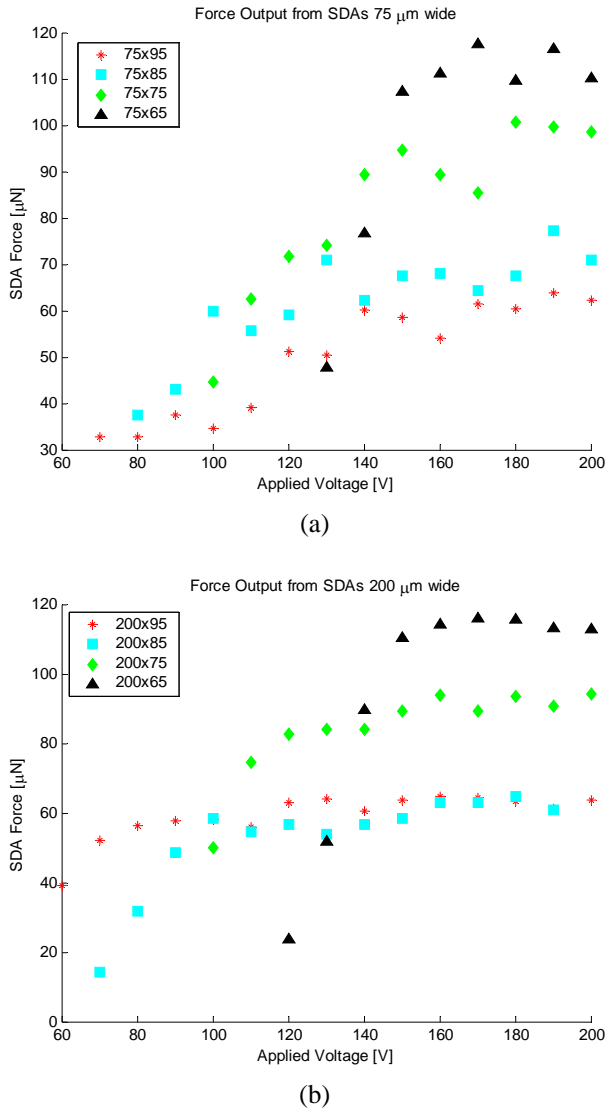 Force Output from SDAs 75 μm wide
120
110
100
90
80
70
60
50
40
30
SDA Force [μN]
75x95
75x85
75x75
75x65
60 80 100 120 140 160 180 200
Applied Voltage [V]
(a)
Force Output from SDAs 200 μm wide
120
100
80
60
40
20
0
SDA Force [μN]
200x95
200x85
200x75
200x65
60 80 100 120 140 160 180 200
Applied Voltage [V]
(b)